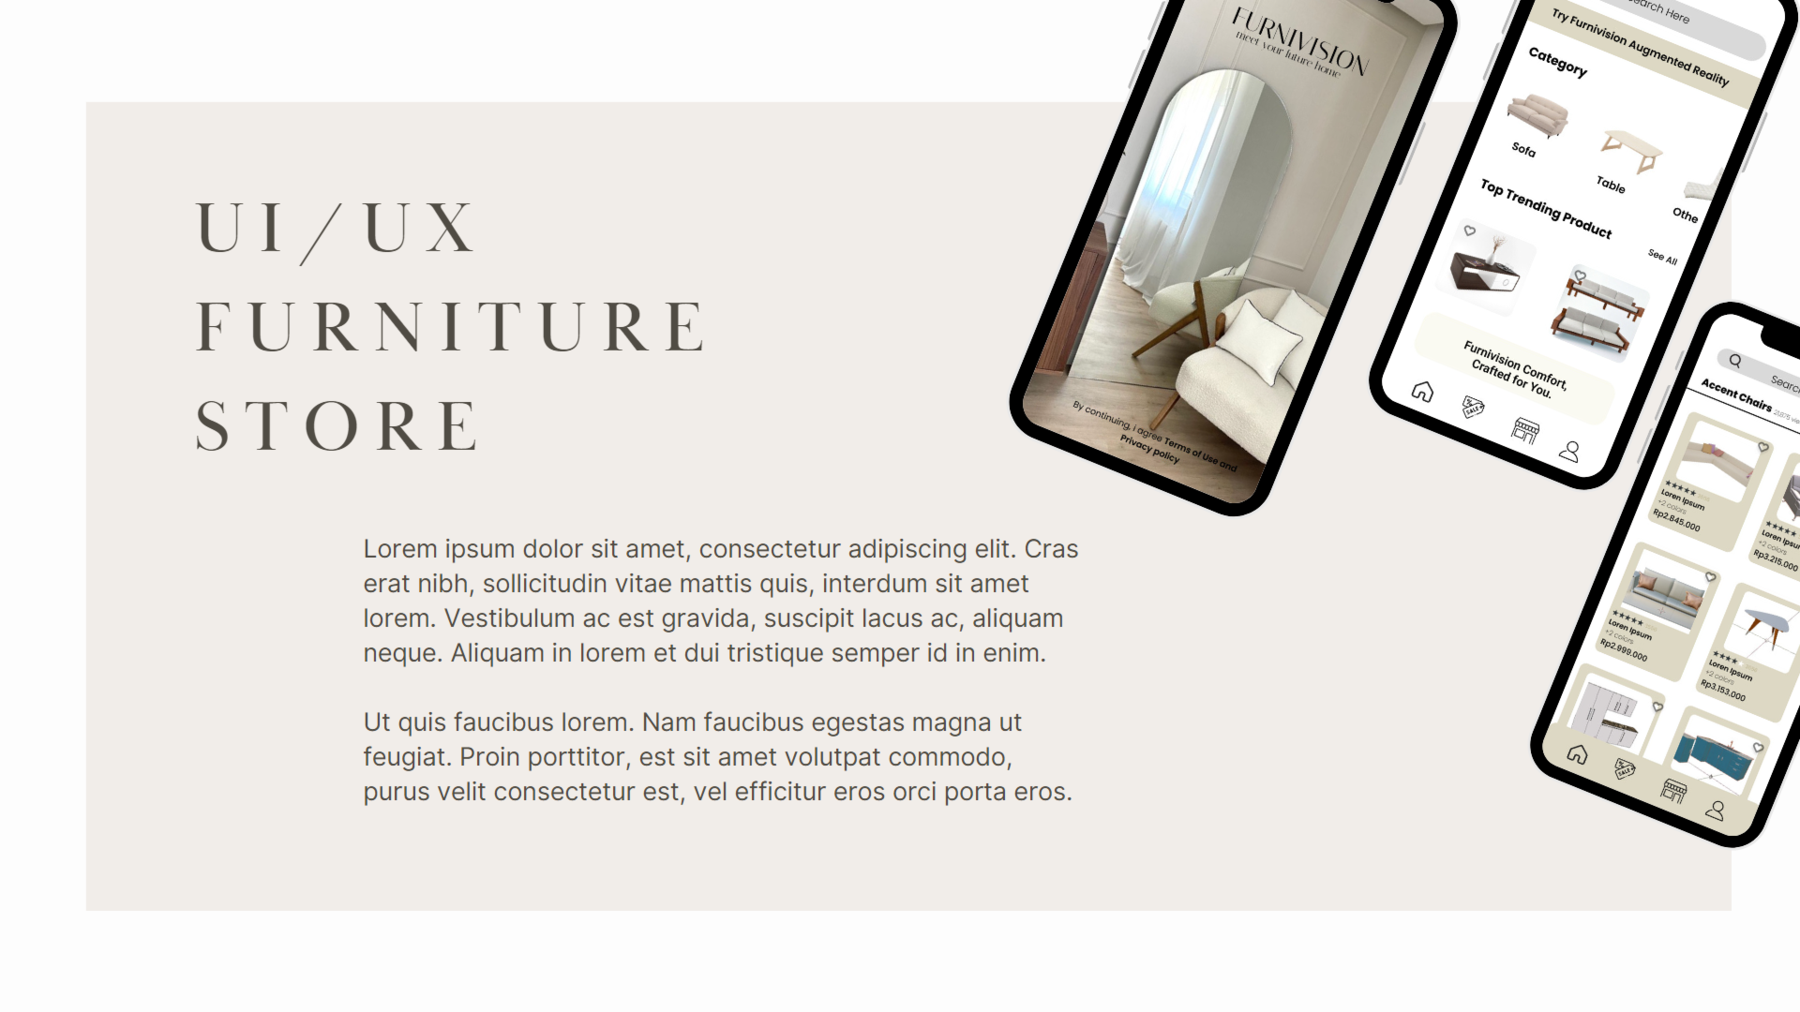 UI/UX
FURNITURE
STORE
Lorem ipsum dolor sit amet, consectetur adipiscing elit. Cras
erat nibh, sollicitudin vitae mattis quis, interdum sit amet
lorem. Vestibulum ac est gravida, suscipit lacus ac, aliquam
neque. Aliquam in lorem et dui tristique semper id in enim.
Ut quis faucibus lorem. Nam faucibus egestas magna ut
feugiat. Proin porttitor, est sit amet volutpat commodo,
purus velit consectetur est, vel efficitur eros orci porta eros.
FURNIVISION
meet your future home
By continuing, i agree Terms of Use and
Privacy policy
Search Here
Try Furnivision Augmented Reality
Category
Sofa
Table
Othe
Top Trending Product
See All
Furnivision Comfort,
Crafted for You.
SALE
Searc
Accent Chairs
Loren Ipsum
+2 colors
Rp2.845.000
Loren Ipsu
+2 colors
Rp3.215.000
Loren Ipsum
+2 colors
Rp2.999.000
Loren Ipsum
+2 colors
Rp3.153.000
SALE